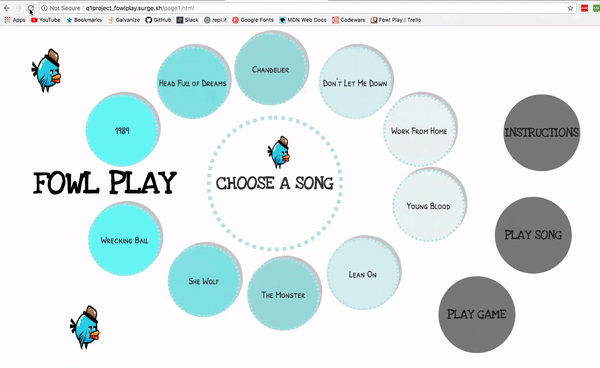 Not Secure | q1project_fowlplay.surge.sh/page1.html
Apps YouTube Bookmarks Galvanize GitHub Slack repl.it Google Fonts MDN Web Docs Codewars Fowl Play | Trello
Head Full of Dreams
Chandelier
Don't Let Me Down
1989
Work From Home
INSTRUCTIONS
FOWL PLAY
CHOOSE A SONG
Young Blood
Wrecking Ball
PLAY SONG
She Wolf
The Monster
Lean On
PLAY GAME